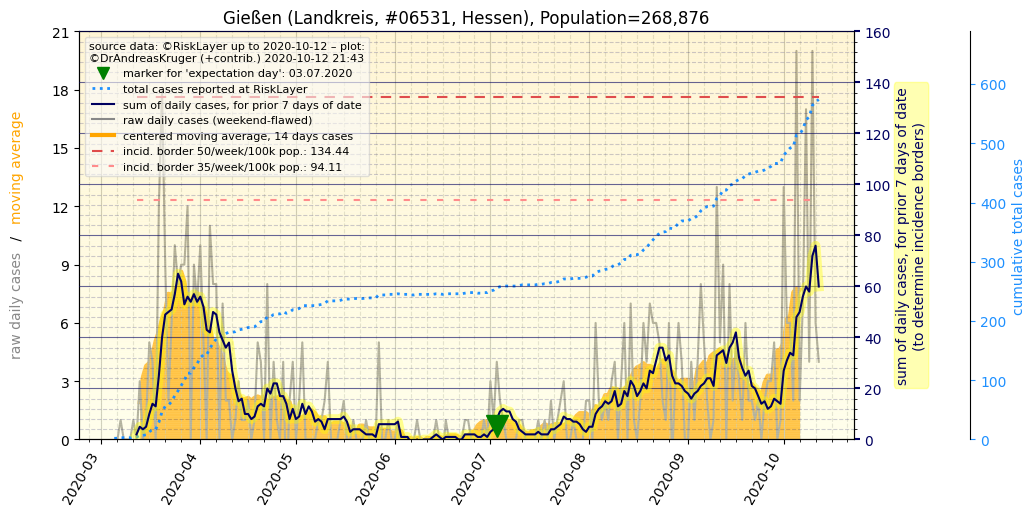 Gießen (Landkreis, #06531, Hessen), Population=268,876
source data: ©RiskLayer up to 2020-10-12 – plot:
©DrAndreasKruger (+contrib.) 2020-10-12 21:43
marker for 'expectation day': 03.07.2020
total cases reported at RiskLayer
sum of daily cases, for prior 7 days of date
raw daily cases (weekend-flawed)
centered moving average, 14 days cases
incid. border 50/week/100k pop.: 134.44
incid. border 35/week/100k pop.: 94.11
raw daily cases / moving average
21
18
15
12
9
6
3
0
2020-03
2020-04
2020-05
2020-06
2020-07
2020-08
2020-09
2020-10
160
140
120
100
80
60
40
20
0
sum of daily cases, for prior 7 days of date
(to determine incidence borders)
600
500
400
300
200
100
0
cumulative total cases